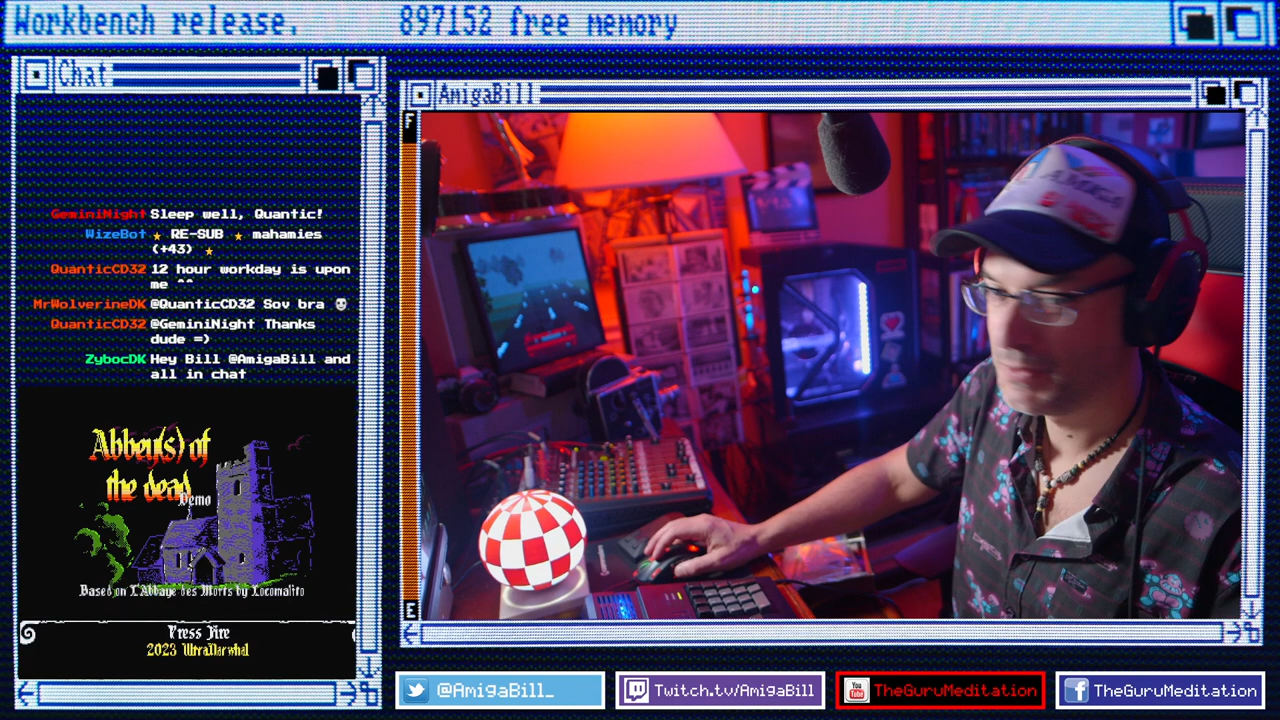 Workbench release. 897152 free memory
Chat
AmigaBill
F
GeminiNight Sleep well, Quantic!
WizeBot ★ RE-SUB ★ mahamies
(+43) ★
QuanticCD32 12 hour workday is upon
me ^^
MrWolverineDK @QuanticCD32 Sov bra
QuanticCD32 @GeminiNight Thanks
dude =)
ZybocDK Hey Bill @AmigaBill and
all in chat
Abbey(s) of
the dead
Demo
Based on L'Abbaye des Morts by Locomalito
Press Fire
2023 UltraNarwhal
E
@AmigaBill_
Twitch.tv/AmigaBill
You
Tube
TheGuruMeditation
f TheGuruMeditation